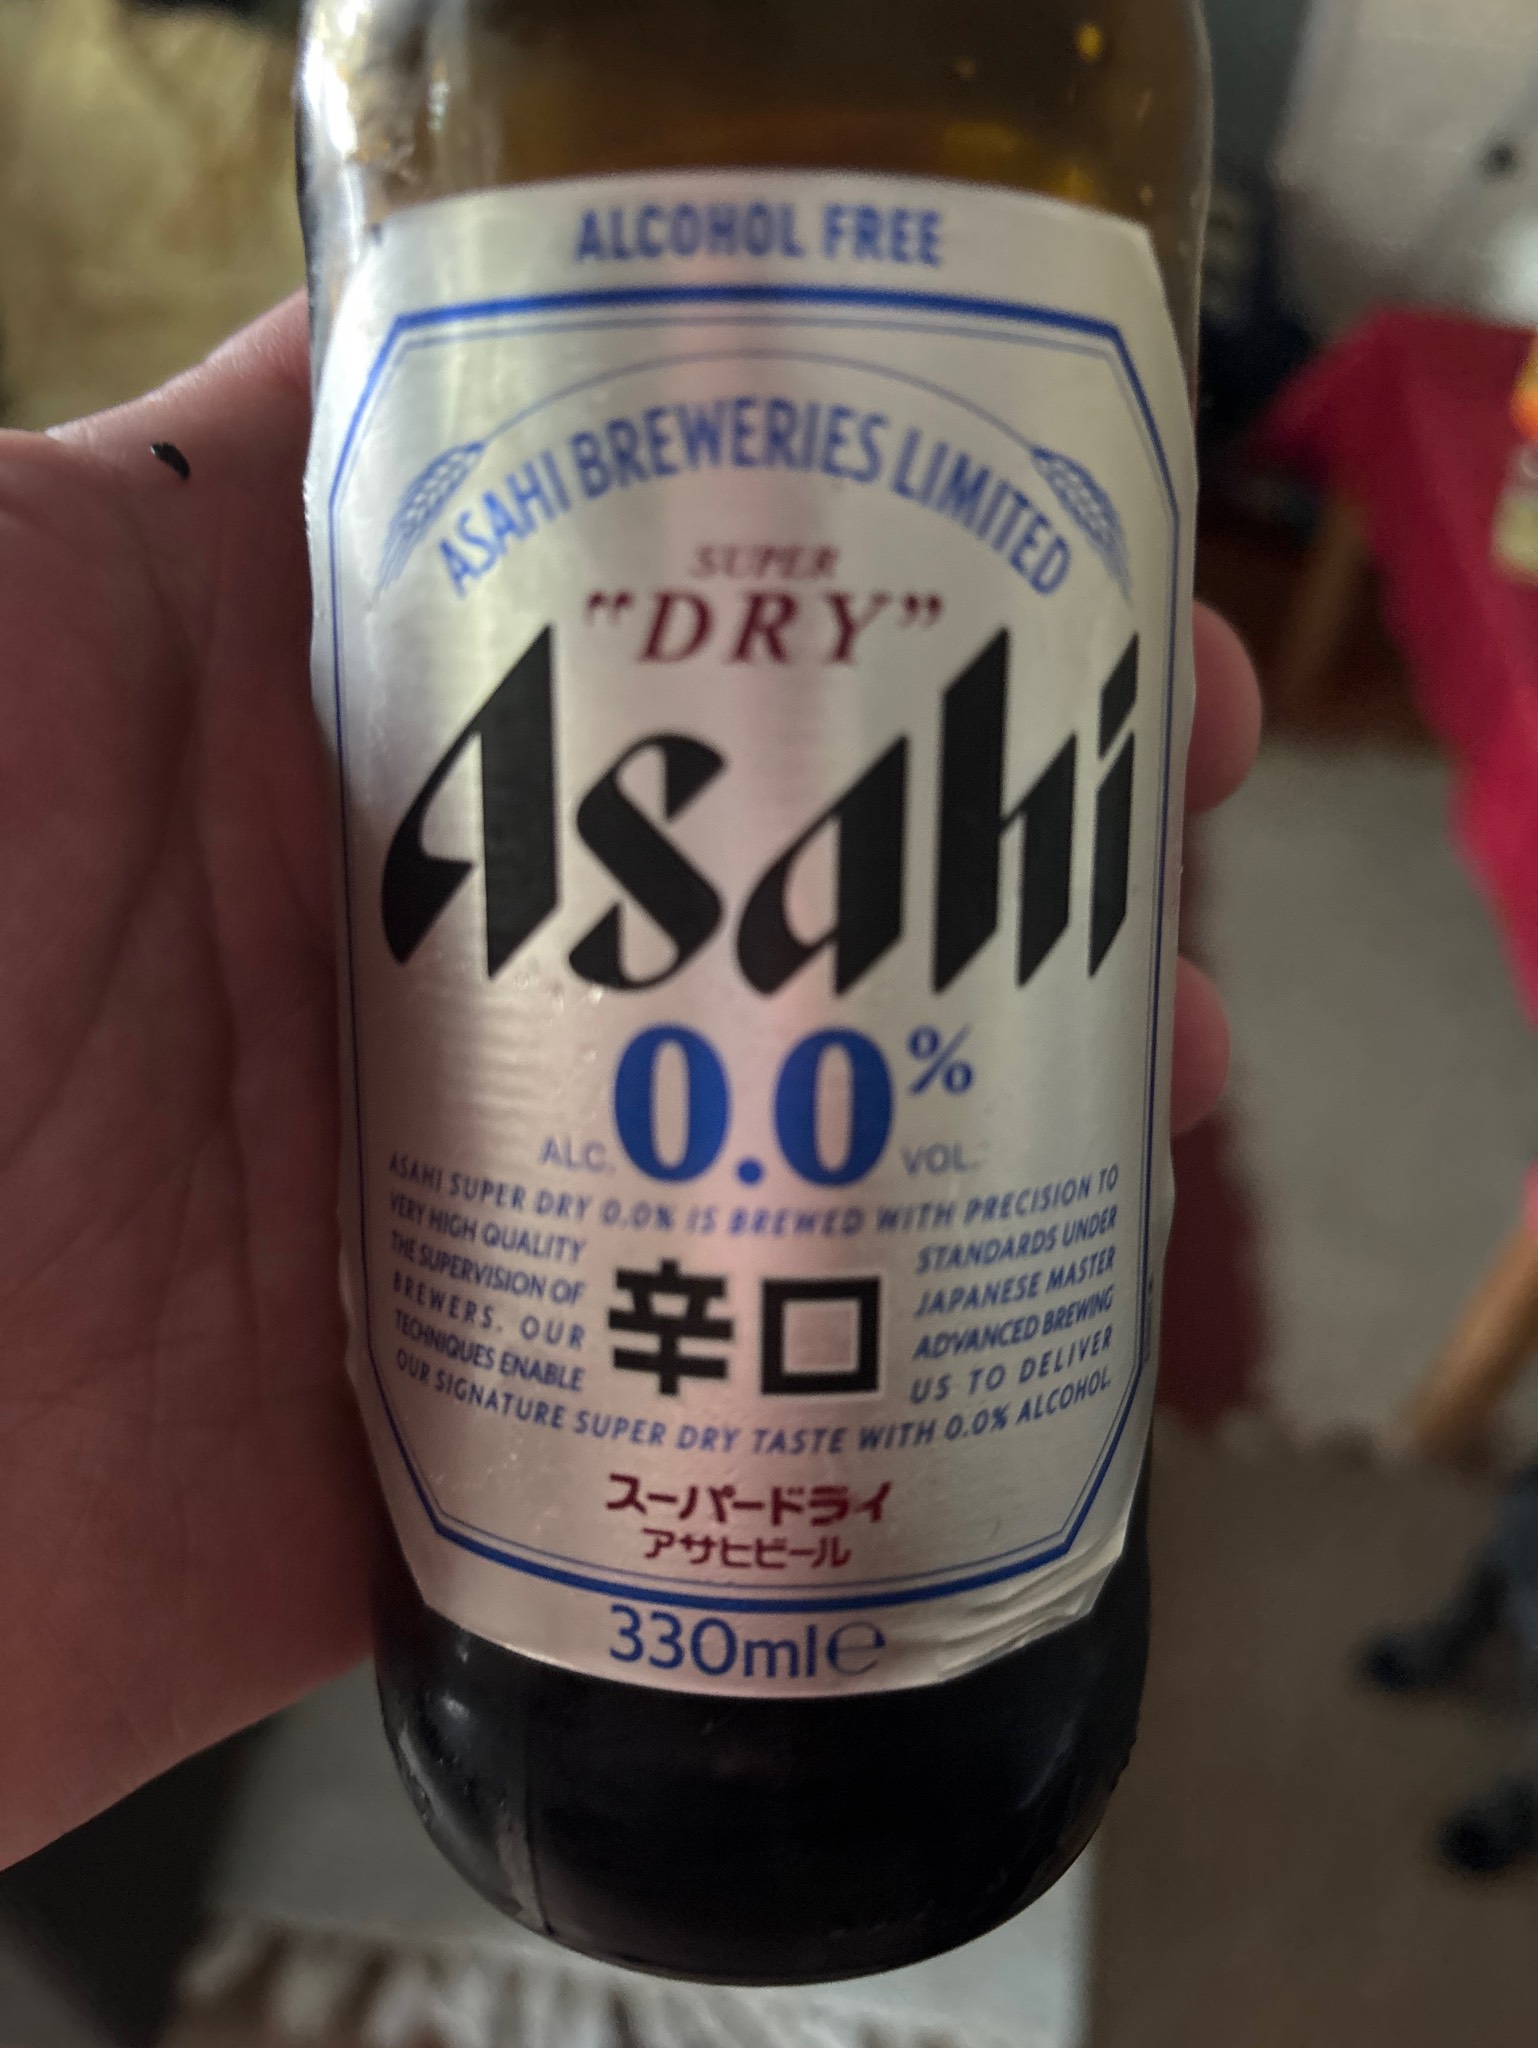 ALCOHOL FREE
ASAHI BREWERIES LIMITED
SUPER
"DRY"
Asahi
ALC. 0.0% VOL.
ASAHI SUPER DRY 0.0% IS BREWED WITH PRECISION TO
VERY HIGH QUALITY STANDARDS UNDER
THE SUPERVISION OF JAPANESE MASTER
BREWERS. OUR ADVANCED BREWING
TECHNIQUES ENABLE US TO DELIVER
OUR SIGNATURE SUPER DRY TASTE WITH 0.0% ALCOHOL.
辛口
スーパードライ
アサヒビール
330ml℮